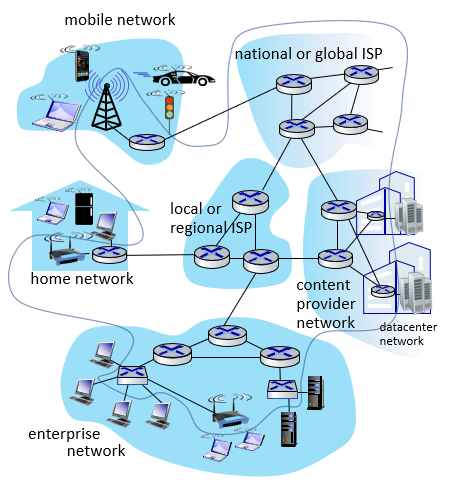 mobile network
national or global ISP
local or
regional ISP
home network
content
provider
network
datacenter
network
enterprise
network